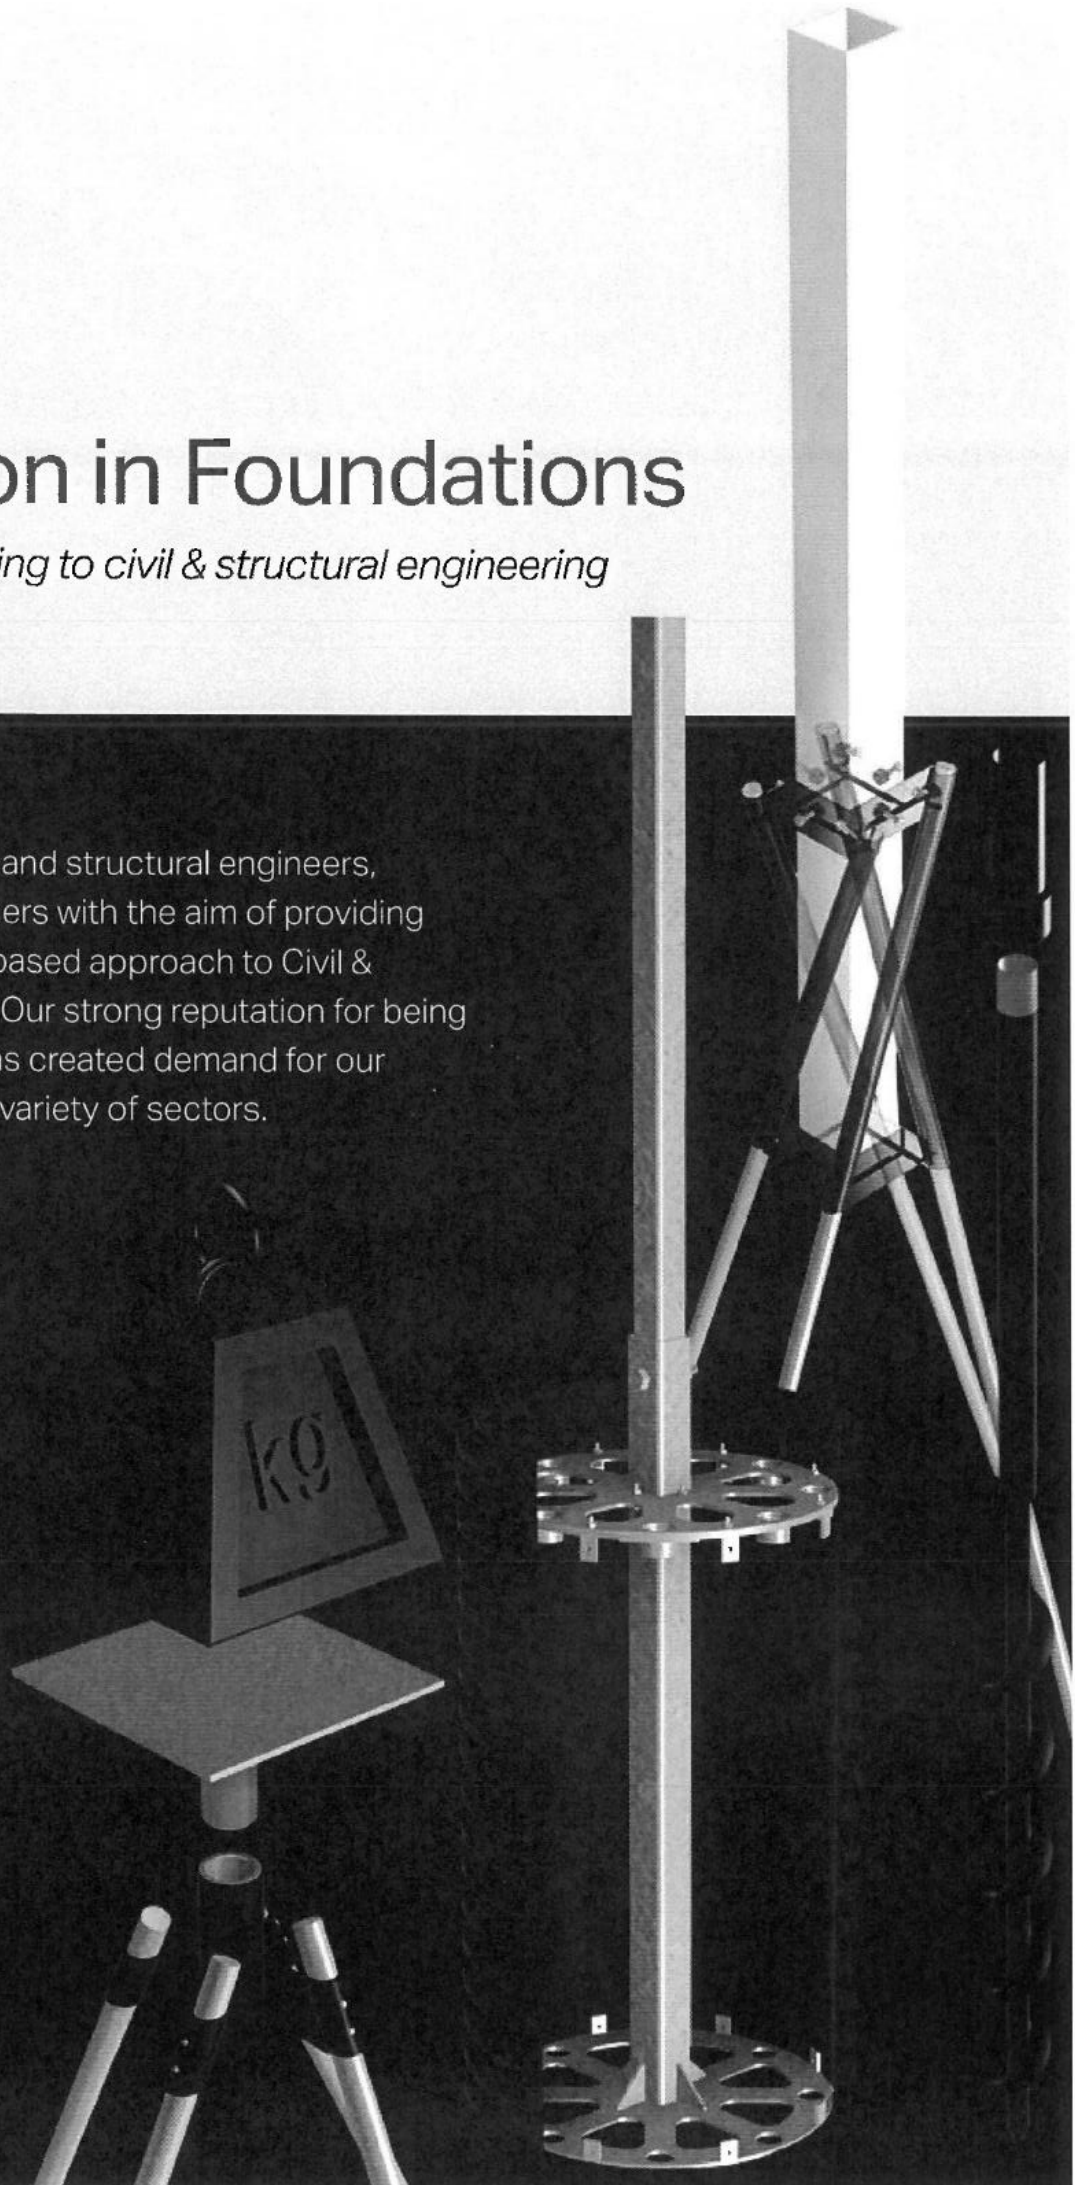 on in Foundations
ing to civil & structural engineering
and structural engineers,
ers with the aim of providing
based approach to Civil &
Our strong reputation for being
as created demand for our
variety of sectors.
kg